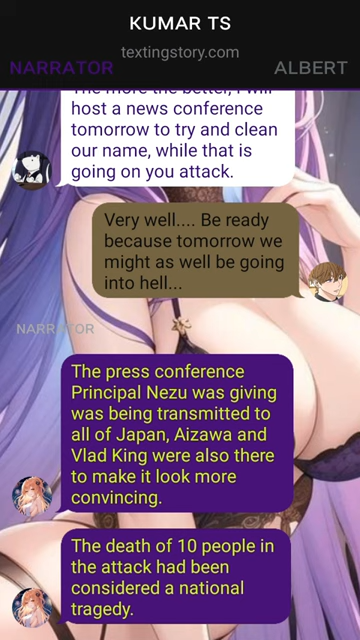 KUMAR TS
textingstory.com
NARRATOR
ALBERT
The more the better, I will
host a news conference
tomorrow to try and clean
our name, while that is
going on you attack.
Very well.... Be ready
because tomorrow we
might as well be going
into hell...
NARRATOR
The press conference
Principal Nezu was giving
was being transmitted to
all of Japan, Aizawa and
Vlad King were also there
to make it look more
convincing.
The death of 10 people in
the attack had been
considered a national
tragedy.